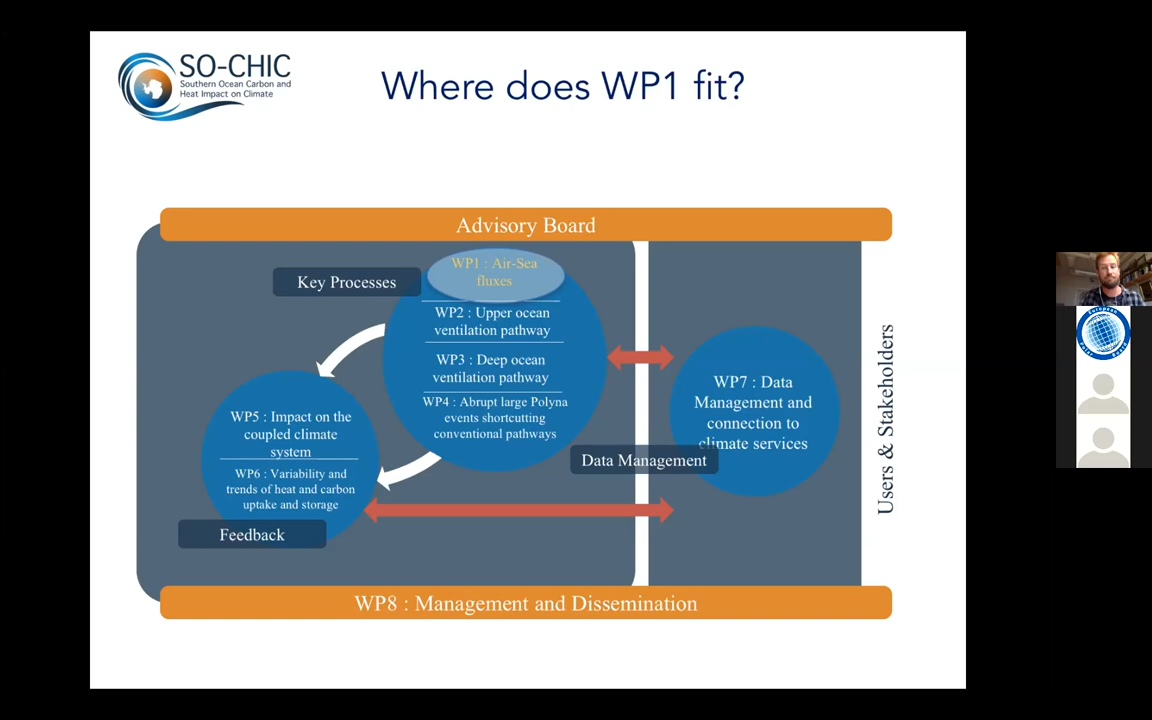 SO-CHIC
Southern Ocean Carbon and
Heat Impact on Climate
Where does WP1 fit?
Advisory Board
Key Processes
WP1 : Air-Sea
fluxes
WP2 : Upper ocean
ventilation pathway
WP3 : Deep ocean
ventilation pathway
WP4 : Abrupt large Polyna
events shortcutting
conventional pathways
WP5 : Impact on the
coupled climate
system
WP6 : Variability and
trends of heat and carbon
uptake and storage
Feedback
WP7 : Data
Management and
connection to
climate services
Data Management
Users & Stakeholders
WP8 : Management and Dissemination
European
Polar
Board